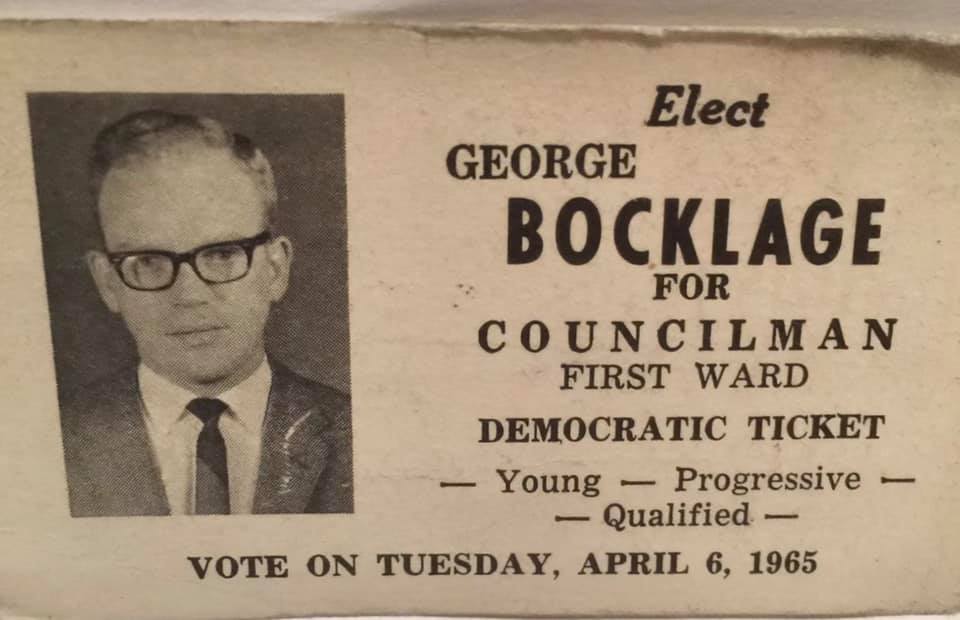 Elect
GEORGE
BOCKLAGE
FOR
COUNCILMAN
FIRST WARD
DEMOCRATIC TICKET
— Young — Progressive —
— Qualified —
VOTE ON TUESDAY, APRIL 6, 1965